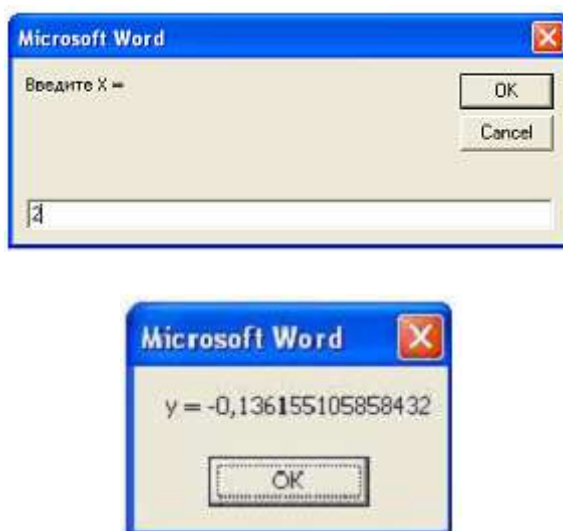 Microsoft Word
Введите X =
OK
Cancel
2
Microsoft Word
y = -0,136155105858432
OK